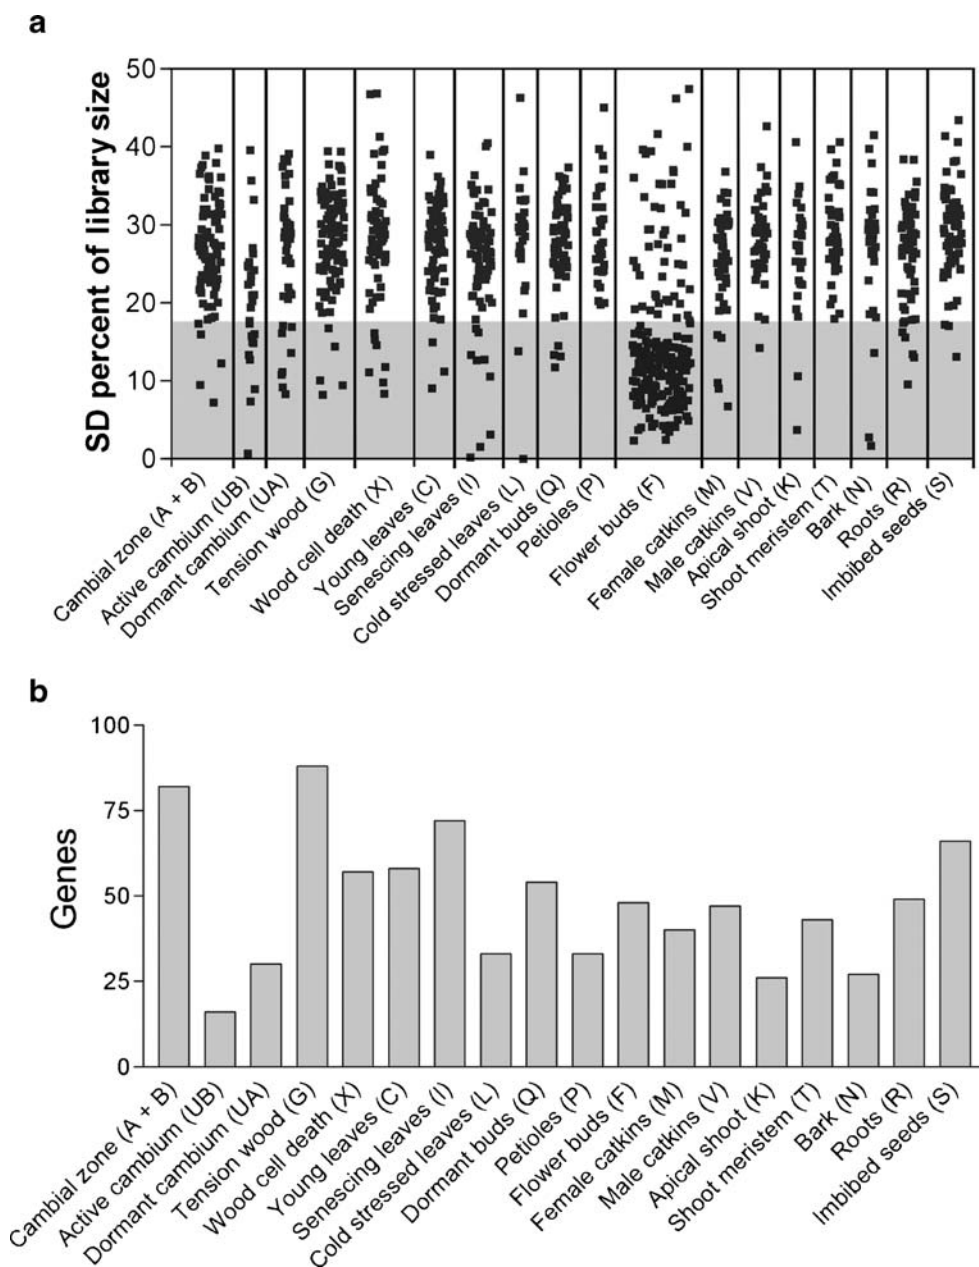 a
SD percent of library size
50
40
30
20
10
0
Cambial zone (A + B)
Active cambium (UB)
Dormant cambium (UA)
Tension wood (G)
Wood cell death (X)
Young leaves (C)
Senescing leaves (I)
Cold stressed leaves (L)
Dormant buds (Q)
Petioles (P)
Flower buds (F)
Female catkins (M)
Male catkins (V)
Apical shoot (K)
Shoot meristem (T)
Bark (N)
Roots (R)
Imbibed seeds (S)
b
Genes
100
75
50
25
0
Cambial zone (A + B)
Active cambium (UB)
Dormant cambium (UA)
Tension wood (G)
Wood cell death (X)
Young leaves (C)
Senescing leaves (I)
Cold stressed leaves (L)
Dormant buds (Q)
Petioles (P)
Flower buds (F)
Female catkins (M)
Male catkins (V)
Apical shoot (K)
Shoot meristem (T)
Bark (N)
Roots (R)
Imbibed seeds (S)